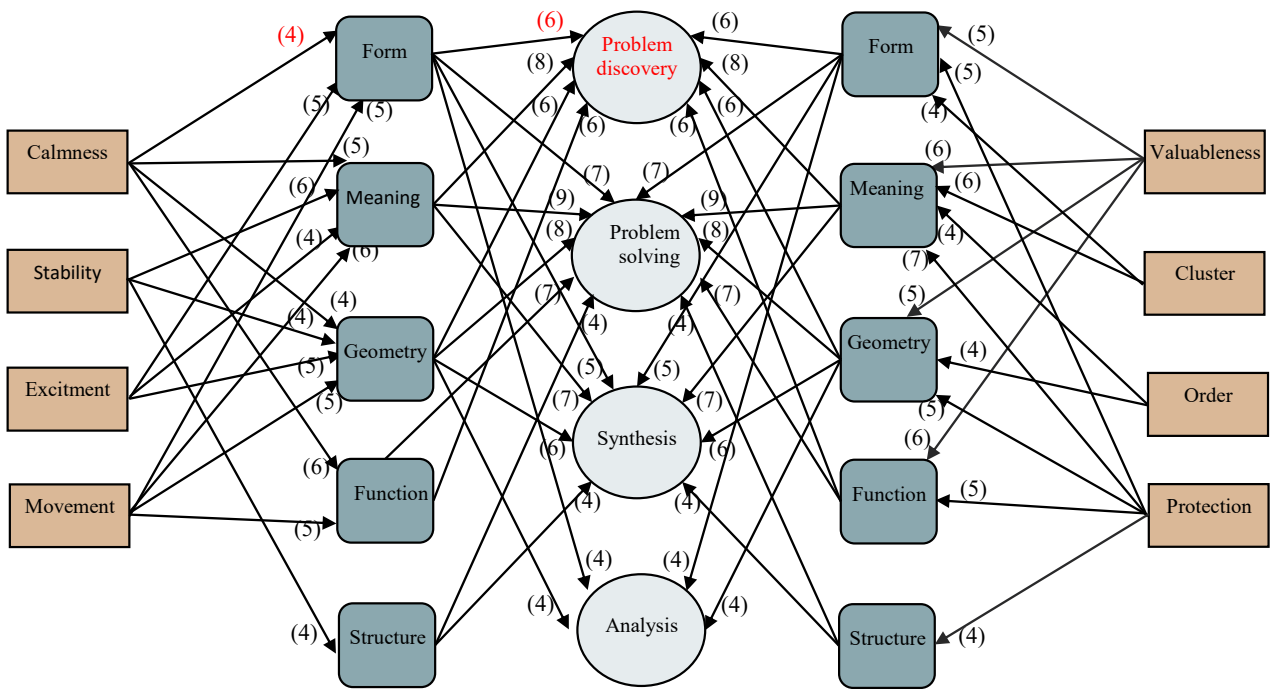 (4)
Form
(6)
Problem
discovery
(6)
Form
(5)
(8)
(8)
(5)
(5)
(5)
(6)
(6)
(4)
(6)
(6)
Calmness
(5)
Valuableness
(6)
(6)
Meaning
(7)
(7)
Meaning
(6)
(9)
(9)
(4)
(6)
(8)
Problem
solving
(8)
(4)
(7)
Stability
Cluster
(4)
(7)
(7)
(5)
(4)
(4)
(4)
Geometry
Geometry
(4)
(5)
(5)
(5)
Excitment
Order
(5)
(7)
(7)
(5)
(6)
Synthesis
(6)
(6)
(6)
Function
(4)
(4)
Function
(5)
Movement
(5)
Protection
(4)
(4)
(4)
(4)
Analysis
(4)
Structure
Structure
(4)